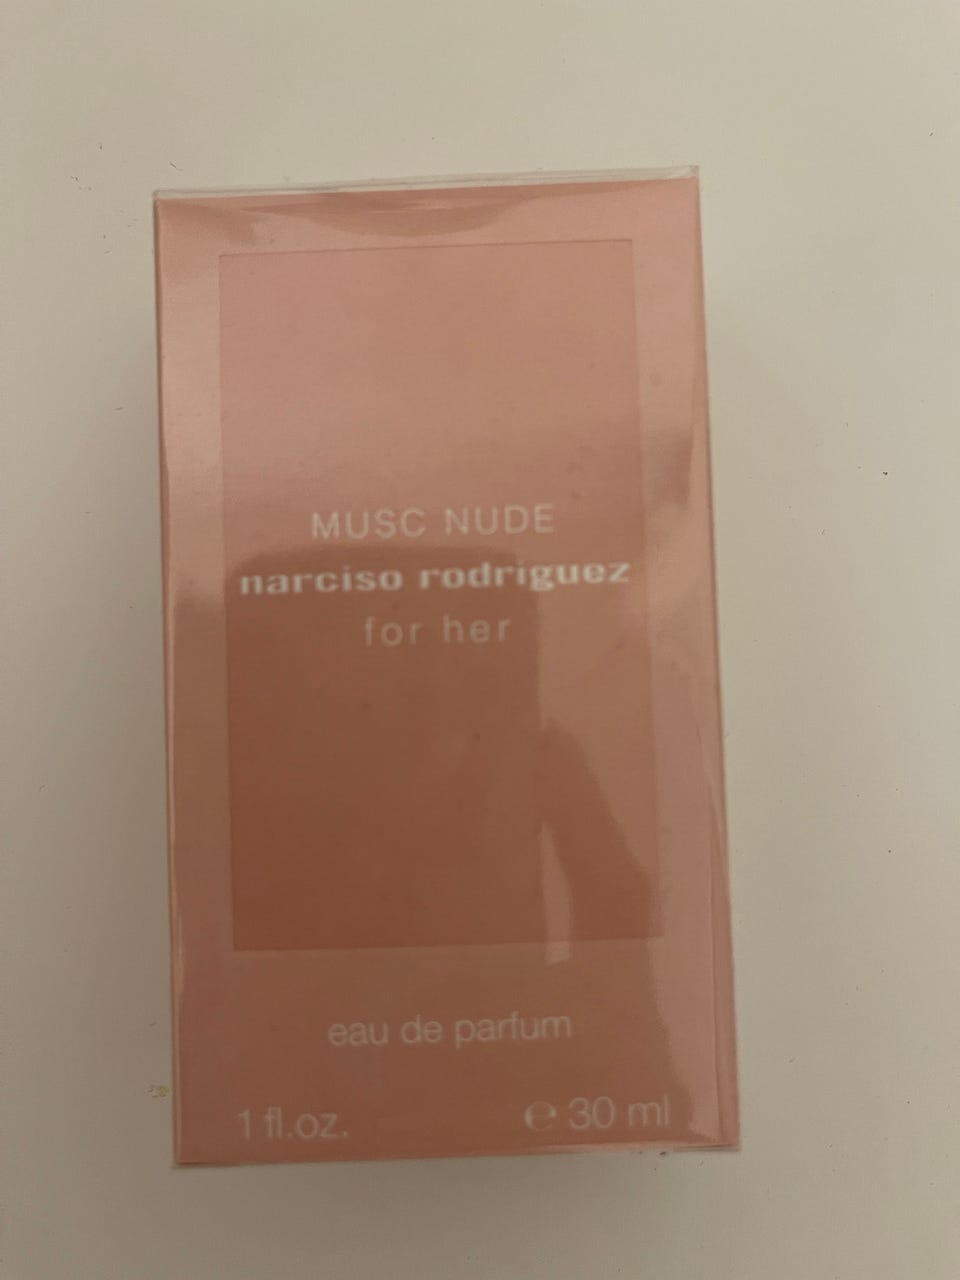 MUSC NUDE
narciso rodriguez
for her
eau de parfum
1 fl.oz. ℮ 30 ml